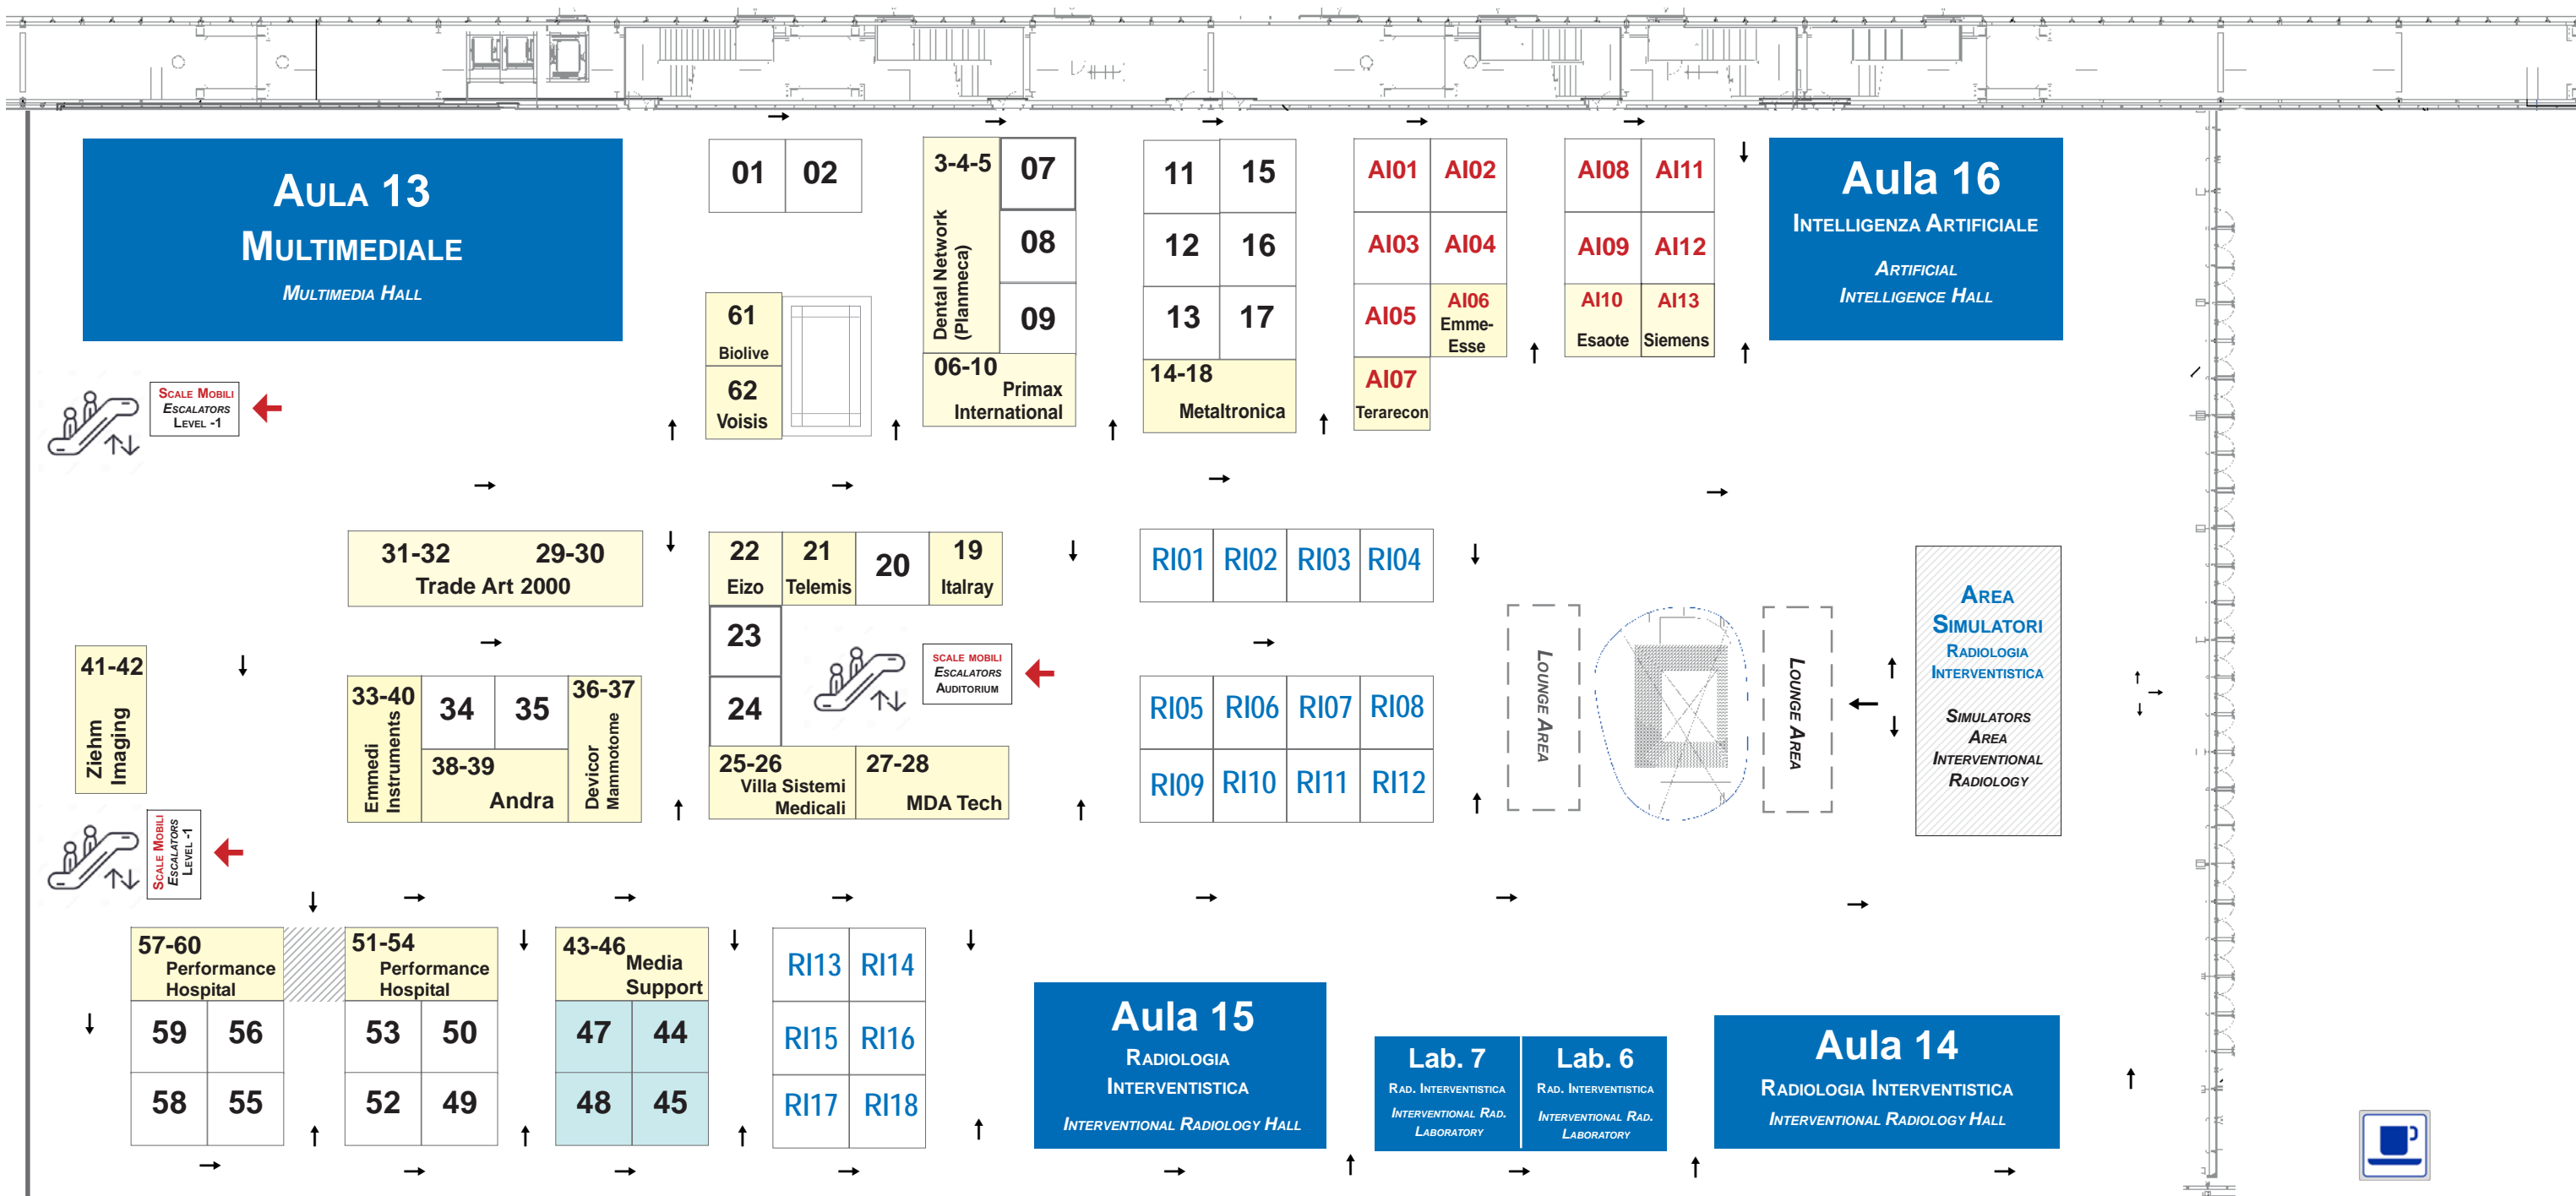 AULA 13
MULTIMEDIALE
MULTIMEDIA HALL
01 02
3-4-5
Dental Network
(Planmeca)
07
08
09
06-10
Primax
International
11 15
12 16
13 17
14-18
Metaltronica
AI01 AI02
AI03 AI04
AI05
AI06
Emme-
Esse
AI07
Terarecon
AI08 AI11
AI09 AI12
AI10
Esaote
AI13
Siemens
Aula 16
INTELLIGENZA ARTIFICIALE
ARTIFICIAL
INTELLIGENCE HALL
61
Biolive
62
Voisis
SCALE MOBILI
ESCALATORS
LEVEL -1
31-32 29-30
Trade Art 2000
22
Eizo
21
Telemis
20
19
Italray
23
24
SCALE MOBILI
ESCALATORS
AUDITORIUM
25-26
Villa Sistemi
Medicali
27-28
MDA Tech
RI01 RI02 RI03 RI04
RI05 RI06 RI07 RI08
RI09 RI10 RI11 RI12
LOUNGE AREA
LOUNGE AREA
AREA
SIMULATORI
RADIOLOGIA
INTERVENTISTICA
SIMULATORS
AREA
INTERVENTIONAL
RADIOLOGY
41-42
Ziehm
Imaging
33-40
Emmedi
Instruments
34 35
36-37
Devicor
Mammotome
38-39
Andra
SCALE MOBILI
ESCALATORS
LEVEL -1
57-60
Performance
Hospital
59 56
58 55
51-54
Performance
Hospital
53 50
52 49
43-46
Media
Support
47 44
48 45
RI13 RI14
RI15 RI16
RI17 RI18
Aula 15
RADIOLOGIA
INTERVENTISTICA
INTERVENTIONAL RADIOLOGY HALL
Lab. 7
RAD. INTERVENTISTICA
INTERVENTIONAL RAD.
LABORATORY
Lab. 6
RAD. INTERVENTISTICA
INTERVENTIONAL RAD.
LABORATORY
Aula 14
RADIOLOGIA INTERVENTISTICA
INTERVENTIONAL RADIOLOGY HALL